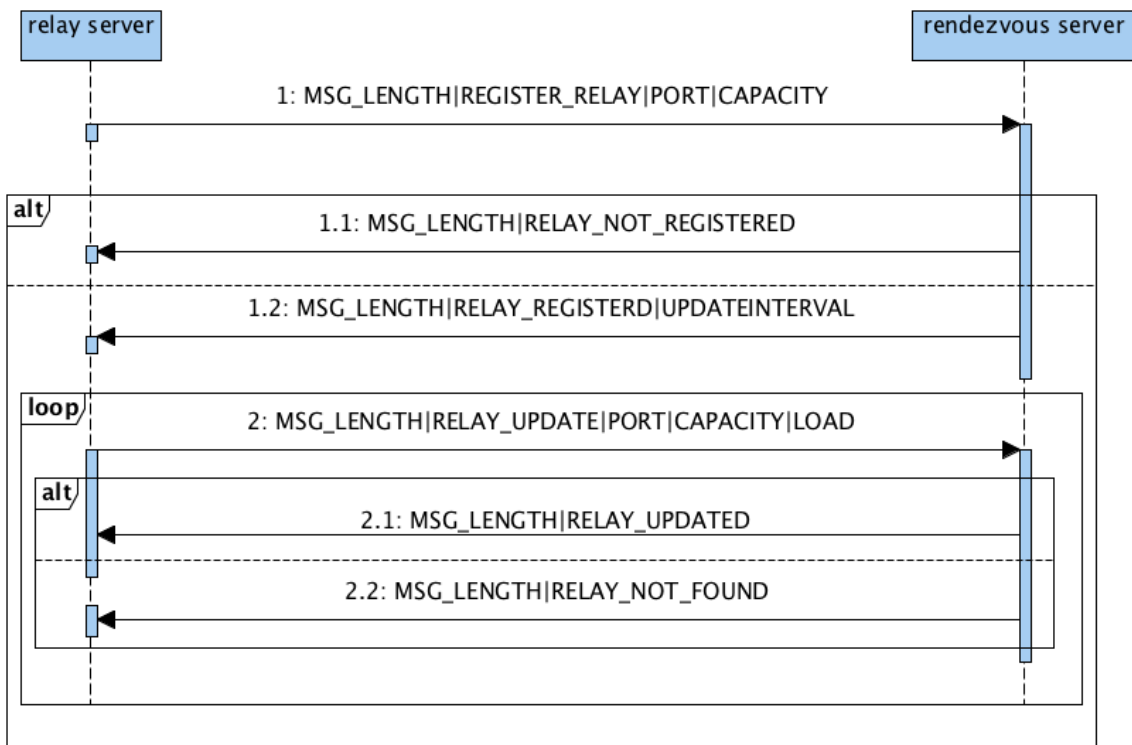 relay server
rendezvous server
1: MSG_LENGTH|REGISTER_RELAY|PORT|CAPACITY
alt
1.1: MSG_LENGTH|RELAY_NOT_REGISTERED
1.2: MSG_LENGTH|RELAY_REGISTERD|UPDATEINTERVAL
loop
2: MSG_LENGTH|RELAY_UPDATE|PORT|CAPACITY|LOAD
alt
2.1: MSG_LENGTH|RELAY_UPDATED
2.2: MSG_LENGTH|RELAY_NOT_FOUND